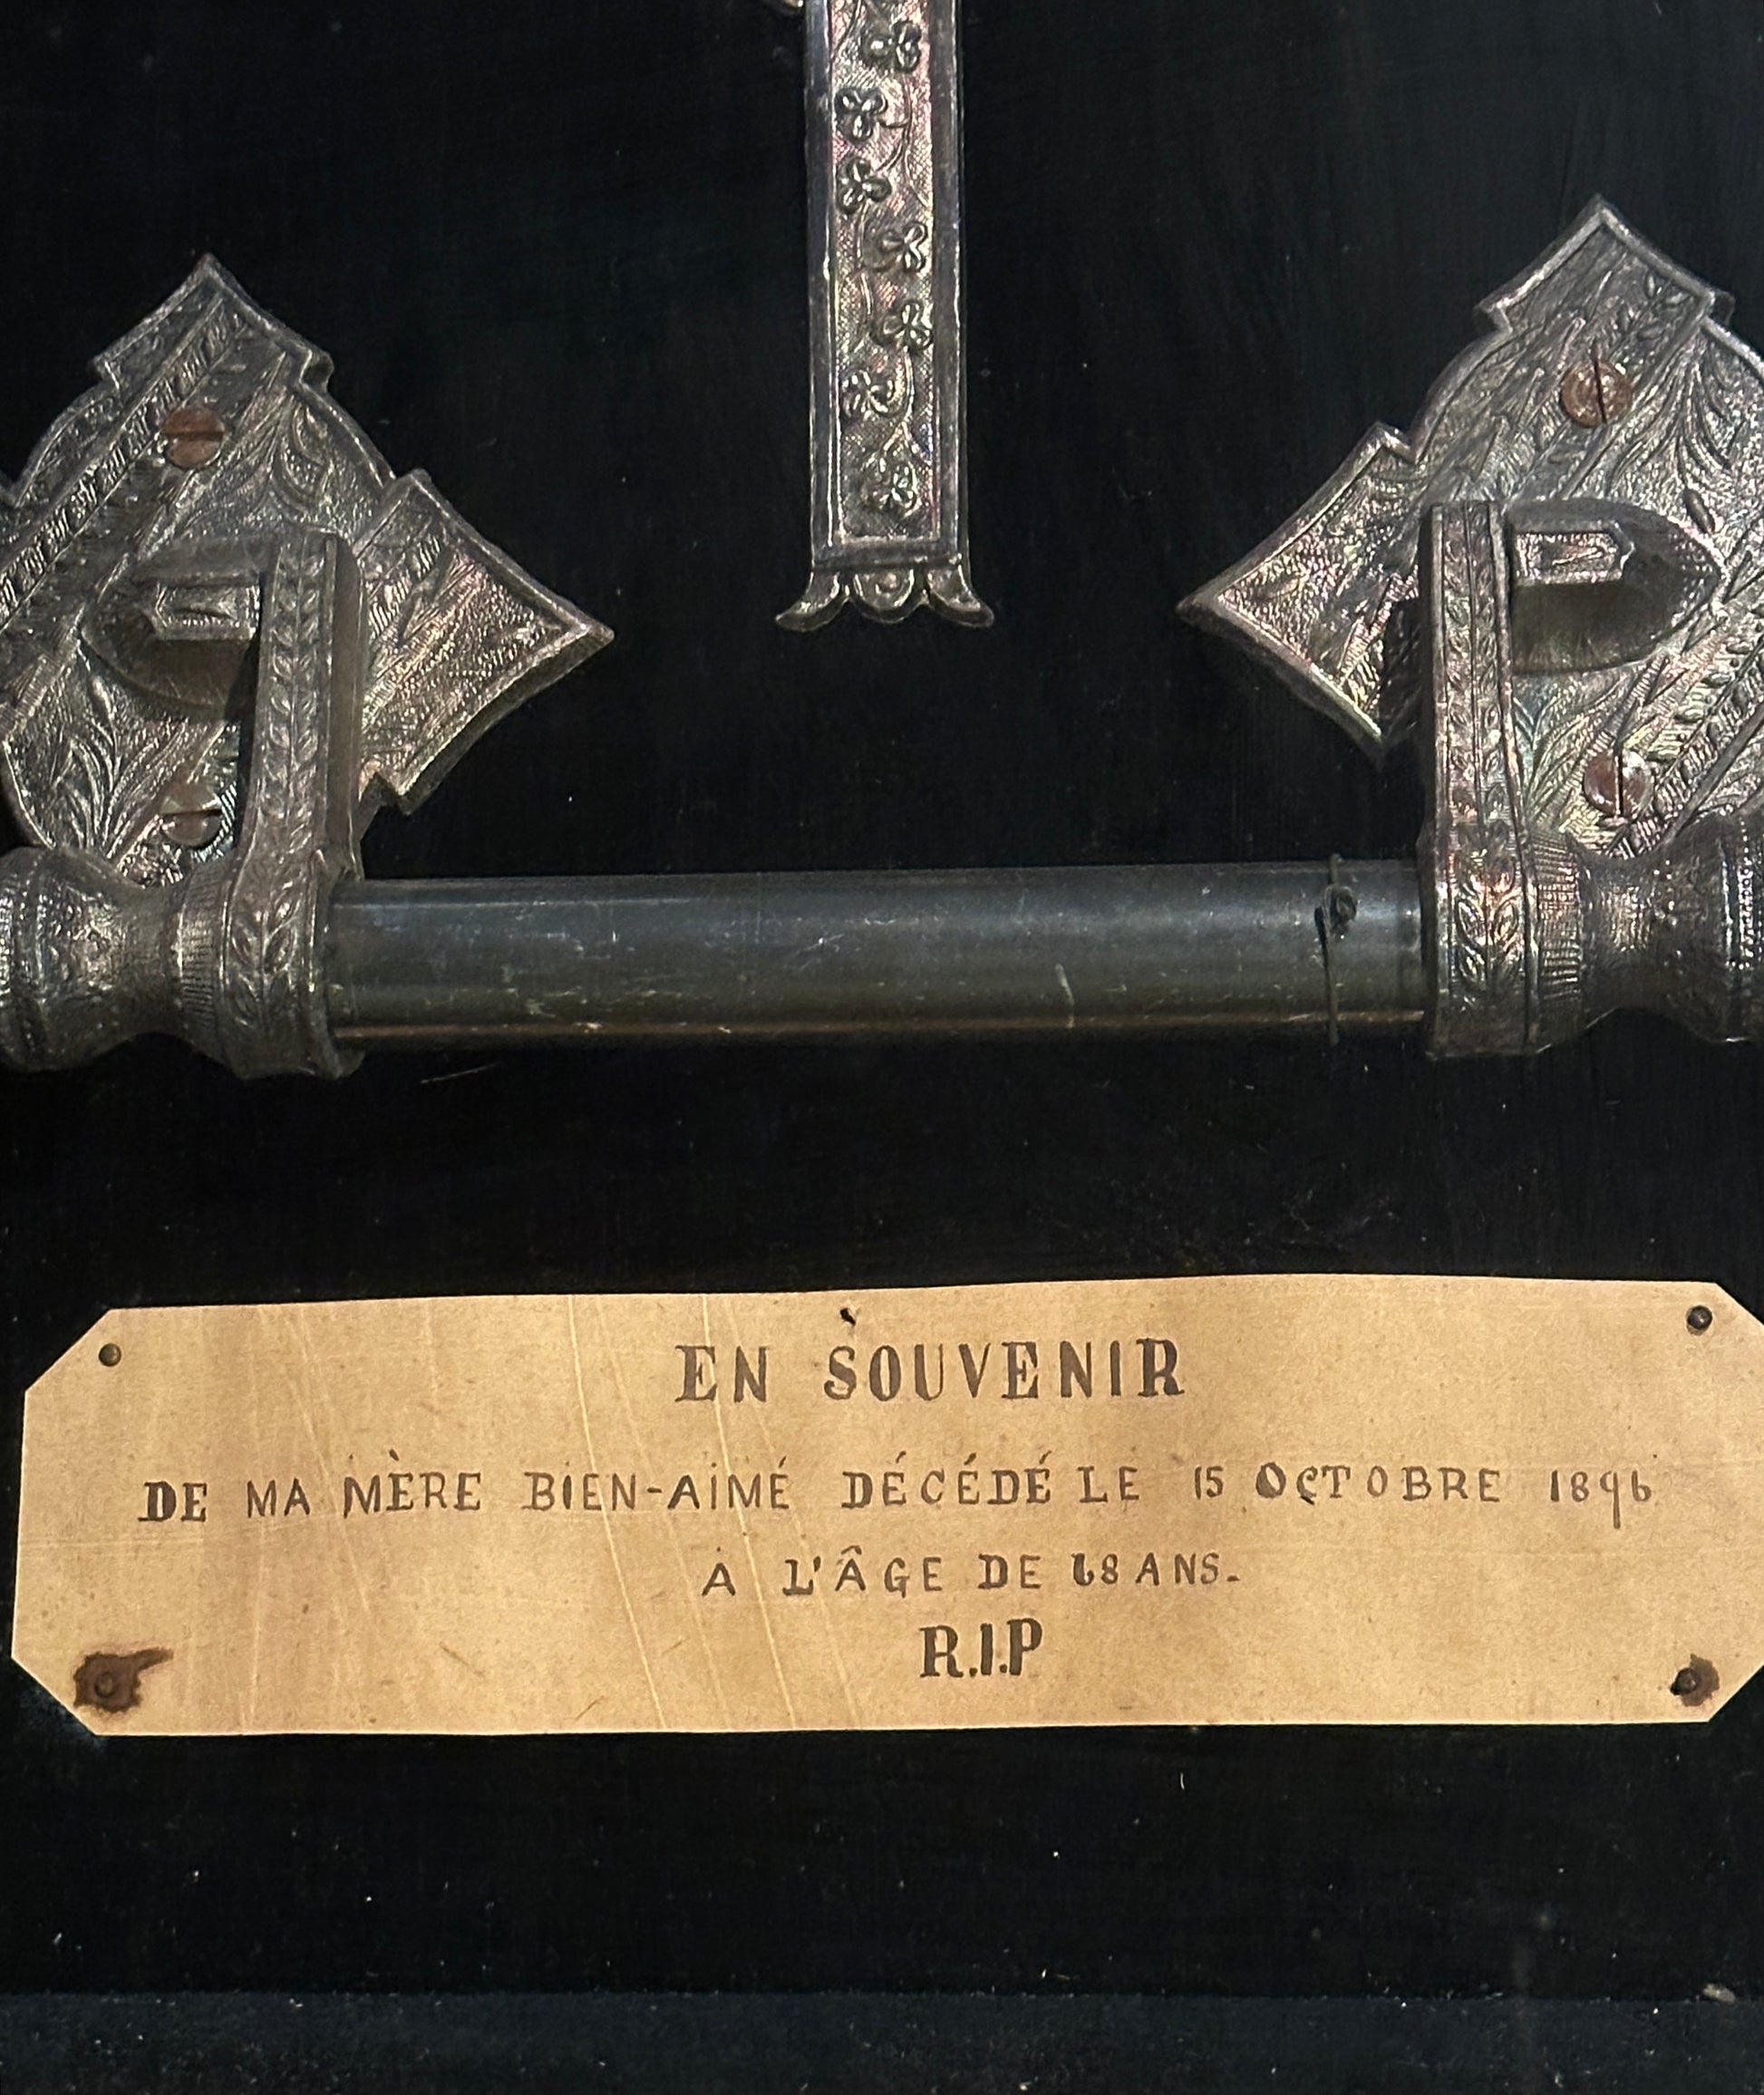 EN SOUVENIR
DE MA MÈRE BIEN-AIMÉ DÉCÉDÉ LE 15 OCTOBRE 1896
A L'ÂGE DE 68 ANS.
R.I.P